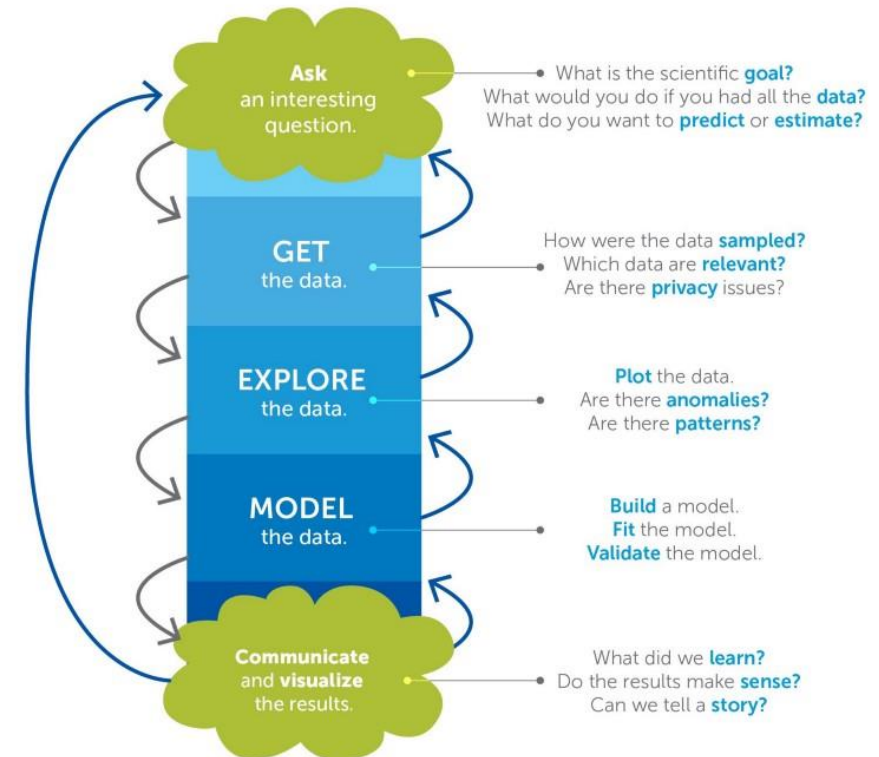 Ask
an interesting
question.
What is the scientific goal?
What would you do if you had all the data?
What do you want to predict or estimate?
GET
the data.
How were the data sampled?
Which data are relevant?
Are there privacy issues?
EXPLORE
the data.
Plot the data.
Are there anomalies?
Are there patterns?
MODEL
the data.
Build a model.
Fit the model.
Validate the model.
Communicate
and visualize
the results.
What did we learn?
Do the results make sense?
Can we tell a story?